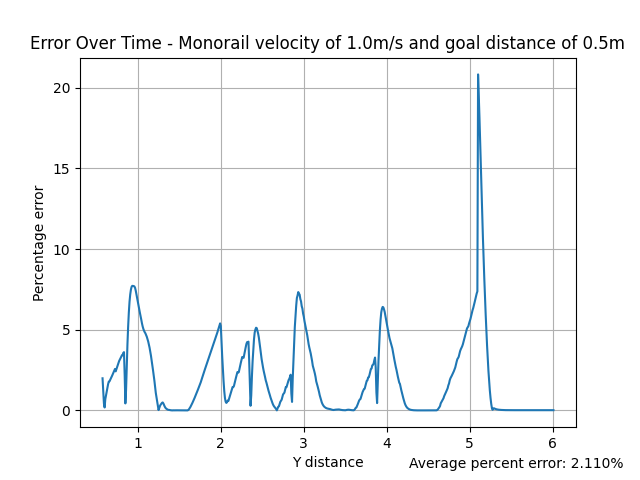 Error Over Time - Monorail velocity of 1.0m/s and goal distance of 0.5m
Percentage error
20
15
10
5
0
1 2 3 4 5 6
Y distance
Average percent error: 2.110%